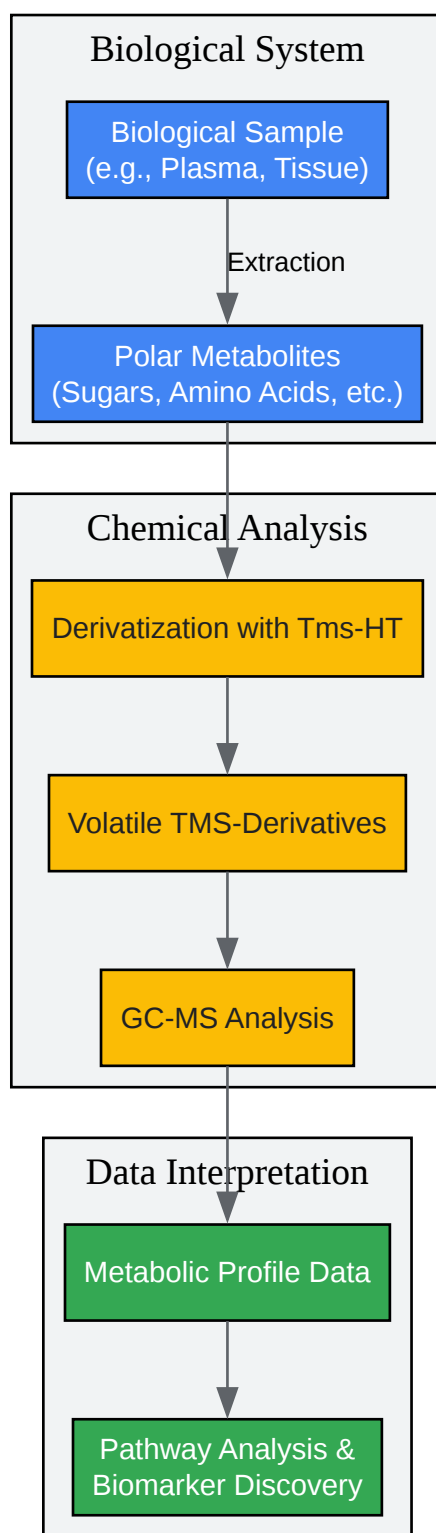 Biological System
Biological Sample
(e.g., Plasma, Tissue)
Extraction
Polar Metabolites
(Sugars, Amino Acids, etc.)
Chemical Analysis
Derivatization with Tms-HT
Volatile TMS-Derivatives
GC-MS Analysis
Data Interpretation
Metabolic Profile Data
Pathway Analysis &
Biomarker Discovery